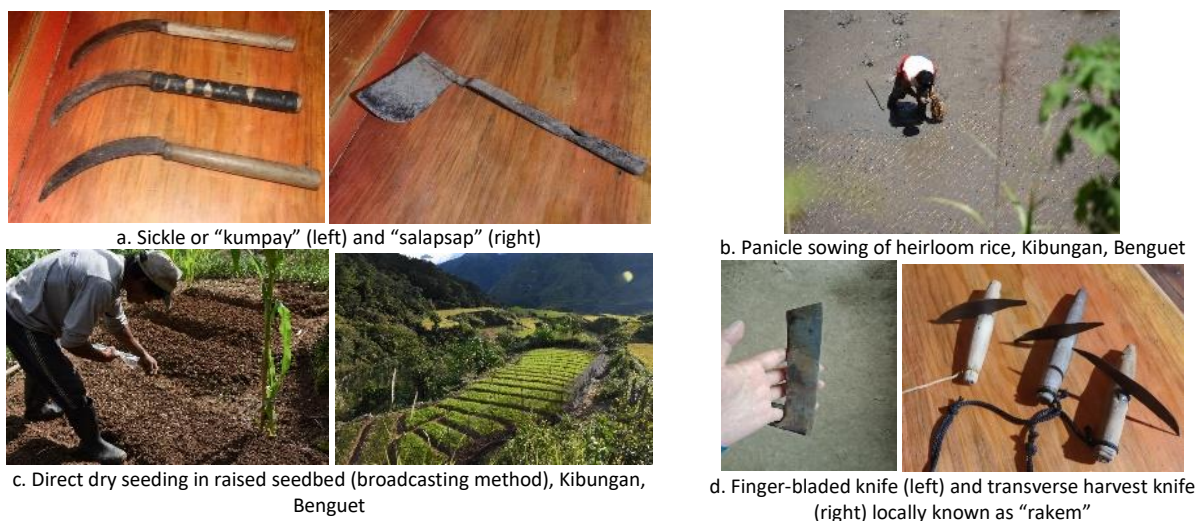 a. Sickle or “kumpay” (left) and “salapsap” (right)
b. Panicle sowing of heirloom rice, Kibungan, Benguet
c. Direct dry seeding in raised seedbed (broadcasting method), Kibungan,
Benguet
d. Finger-bladed knife (left) and transverse harvest knife
(right) locally known as “rakem”